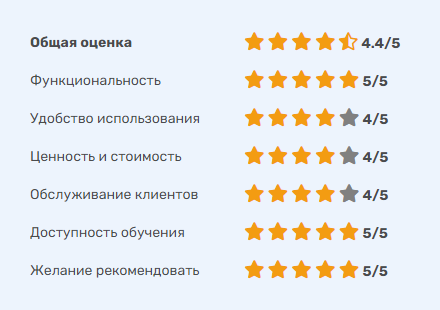 Общая оценка 4.4/5
Функциональность 5/5
Удобство использования 4/5
Ценность и стоимость 4/5
Обслуживание клиентов 4/5
Доступность обучения 5/5
Желание рекомендовать 5/5